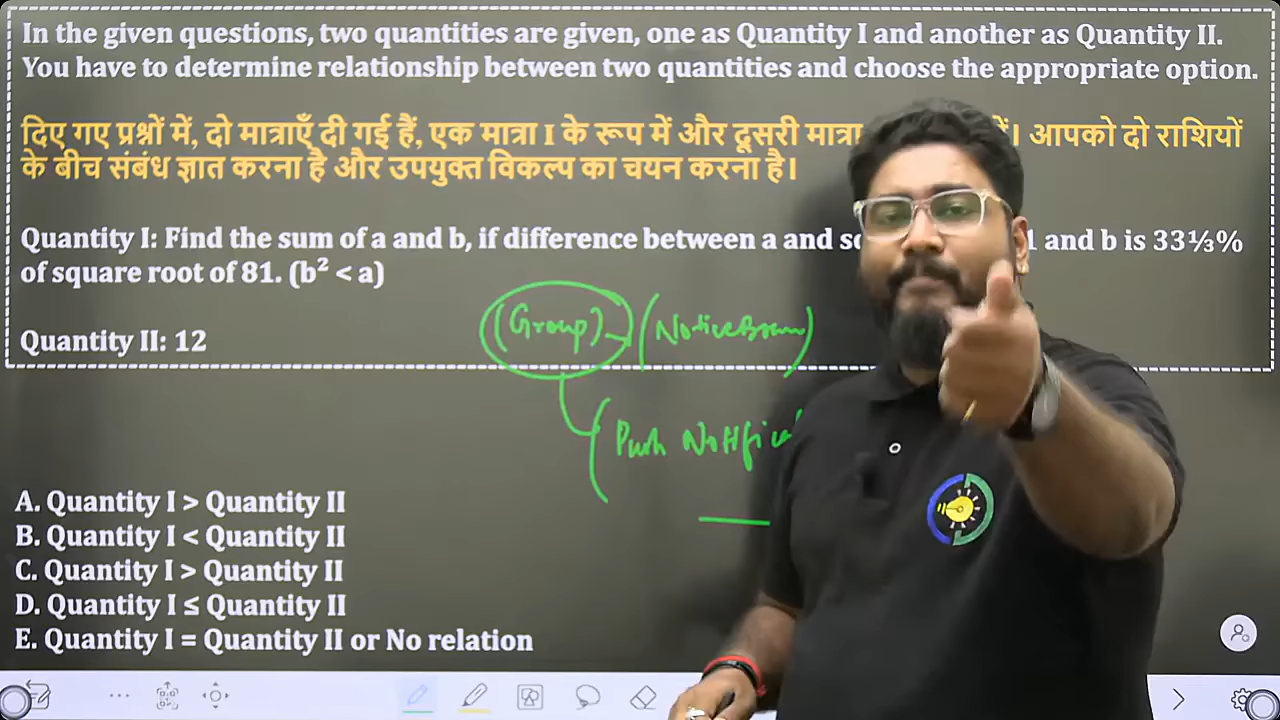 In the given questions, two quantities are given, one as Quantity I and another as Quantity II.
You have to determine relationship between two quantities and choose the appropriate option.
दिए गए प्रश्नों में, दो मात्राएँ दी गई हैं, एक मात्रा I के रूप में और दूसरी मात्रा । आपको दो राशियों
के बीच संबंध ज्ञात करना है और उपयुक्त विकल्प का चयन करना है।
Quantity I: Find the sum of a and b, if difference between a and 1 and b is 33⅓%
of square root of 81. (b² < a)
(Group)
Quantity II: 12
Push
A. Quantity I > Quantity II
B. Quantity I < Quantity II
C. Quantity I > Quantity II
D. Quantity I ≤ Quantity II
E. Quantity I = Quantity II or No relation